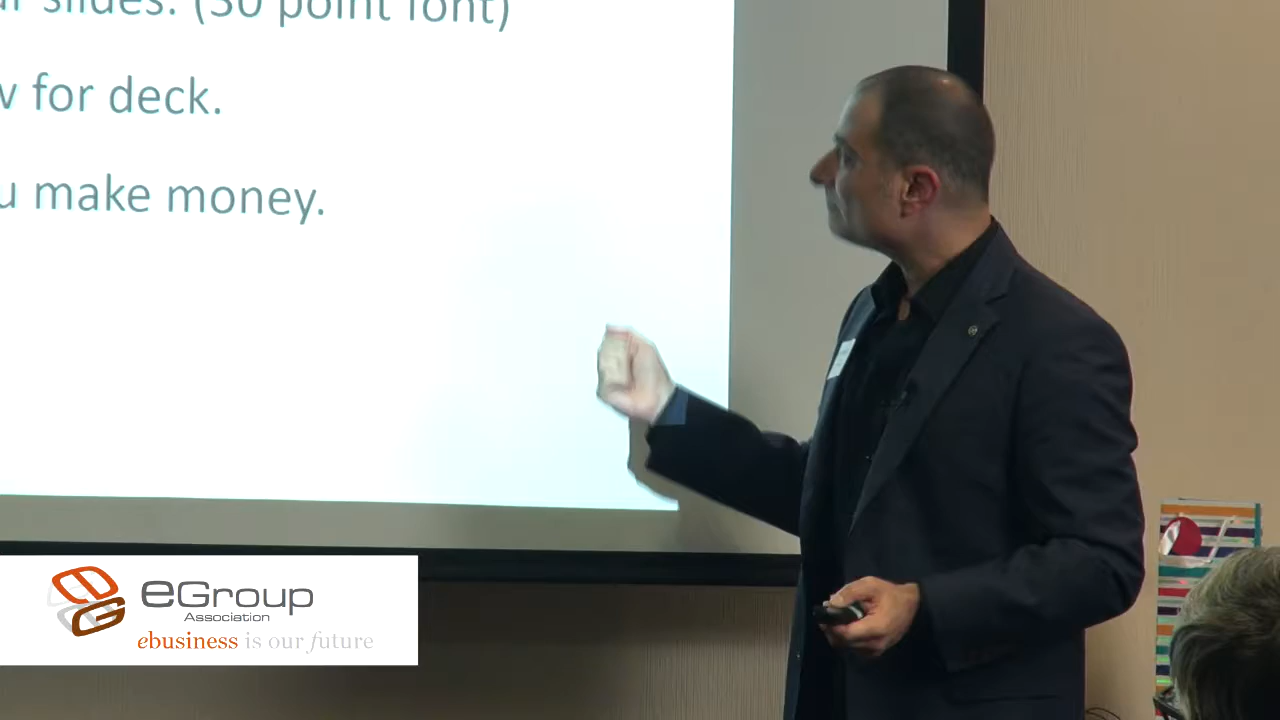 slides. (30 point font)
for deck.
make money.
eGroup
Association
ebusiness is our future